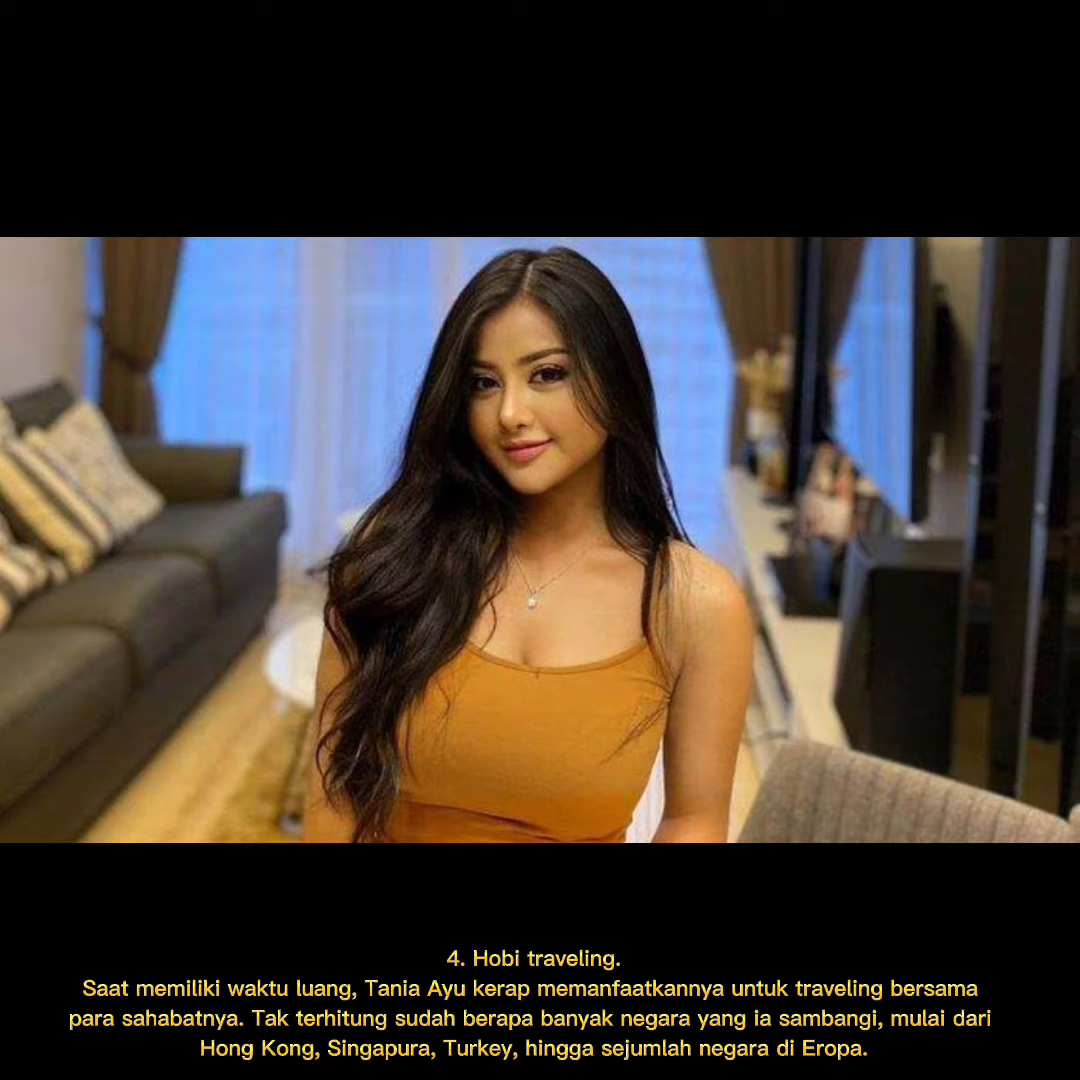 4. Hobi traveling.
Saat memiliki waktu luang, Tania Ayu kerap memanfaatkannya untuk traveling bersama
para sahabatnya. Tak terhitung sudah berapa banyak negara yang ia sambangi, mulai dari
Hong Kong, Singapura, Turkey, hingga sejumlah negara di Eropa.